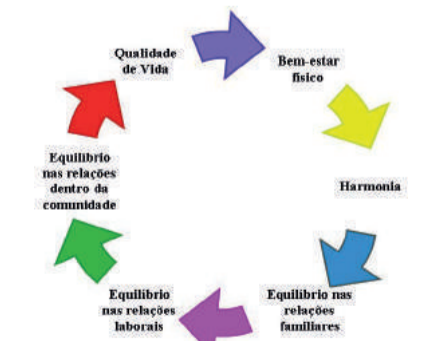 Qualidade
de Vida
Bem-estar
físico
Harmonia
Equilíbrio nas
relações
familiares
Equilíbrio
nas relações
laborais
Equilíbrio
nas relações
dentro da
comunidade